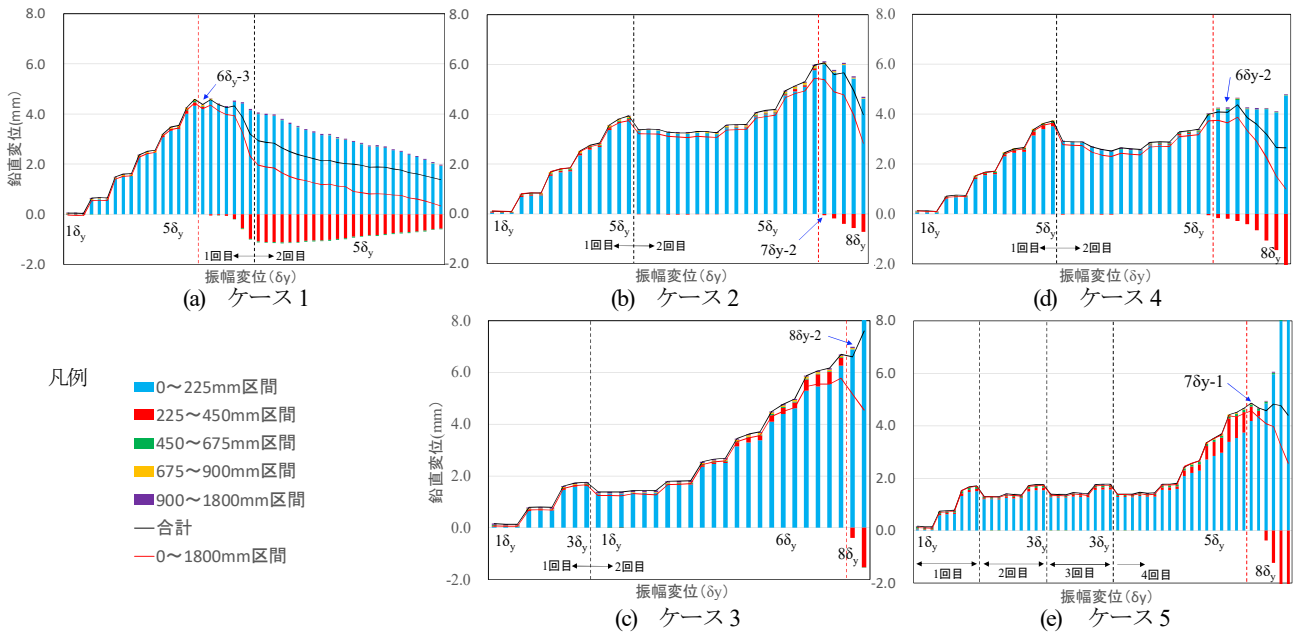 8.0
6.0
4.0
2.0
0.0
-2.0
鉛直変位(mm)
6δy-3
1δy
5δy
1回目
2回目
5δy
振幅変位(δy)
(a) ケース1
8.0
6.0
4.0
2.0
0.0
-2.0
1δy
5δy
1回目
2回目
5δy
7δy-2
8δy
振幅変位(δy)
(b) ケース2
8.0
6.0
4.0
2.0
0.0
-2.0
6δy-2
1δy
5δy
1回目
2回目
5δy
8δy
振幅変位(δy)
(d) ケース4
凡例
0～225mm区間
225～450mm区間
450～675mm区間
675～900mm区間
900～1800mm区間
合計
0～1800mm区間
8.0
6.0
4.0
2.0
0.0
-2.0
鉛直変位(mm)
8δy-2
1δy
3δy
1δy
6δy
8δy
1回目
2回目
振幅変位(δy)
(c) ケース3
8.0
6.0
4.0
2.0
0.0
-2.0
7δy-1
1δy
3δy
3δy
5δy
8δy
1回目
2回目
3回目
4回目
振幅変位(δy)
(e) ケース5